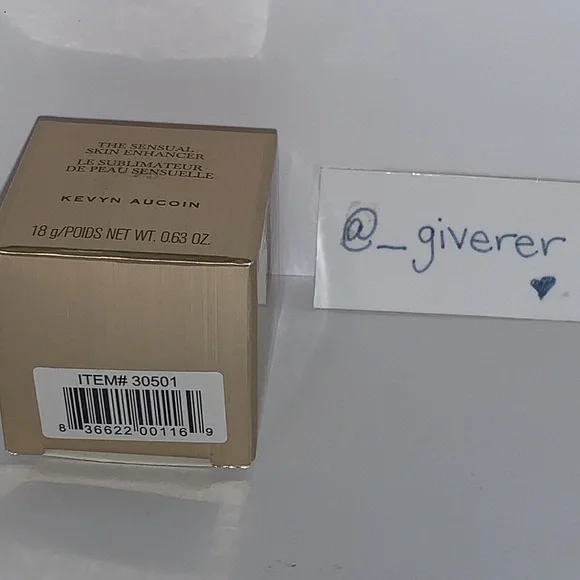 THE SENSUAL
SKIN ENHANCER
LE SUBLIMATEUR
DE PEAU SENSUELLE
KEVYN AUCOIN
18 g/POIDS NET WT. 0.63 OZ.
ITEM# 30501
8 36622 00116 9
@_giverer